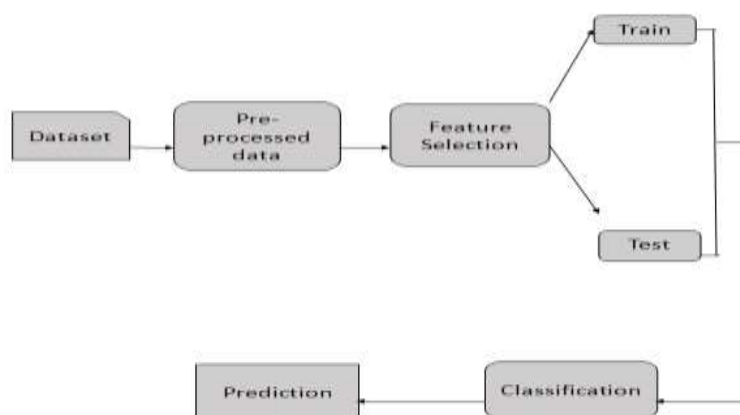 Dataset
Pre-
processed
data
Feature
Selection
Train
Test
Classification
Prediction